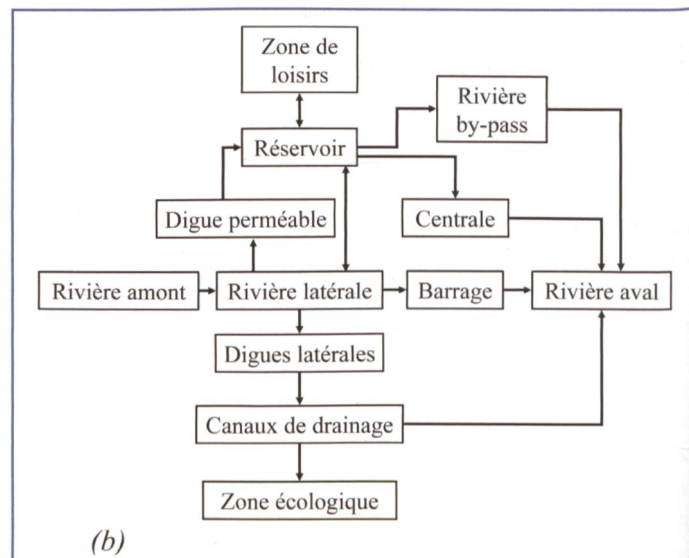 Zone de
loisirs
Rivière
by-pass
Réservoir
Digue perméable
Centrale
Rivière amont
Rivière latérale
Barrage
Rivière aval
Digues latérales
Canaux de drainage
Zone écologique
(b)